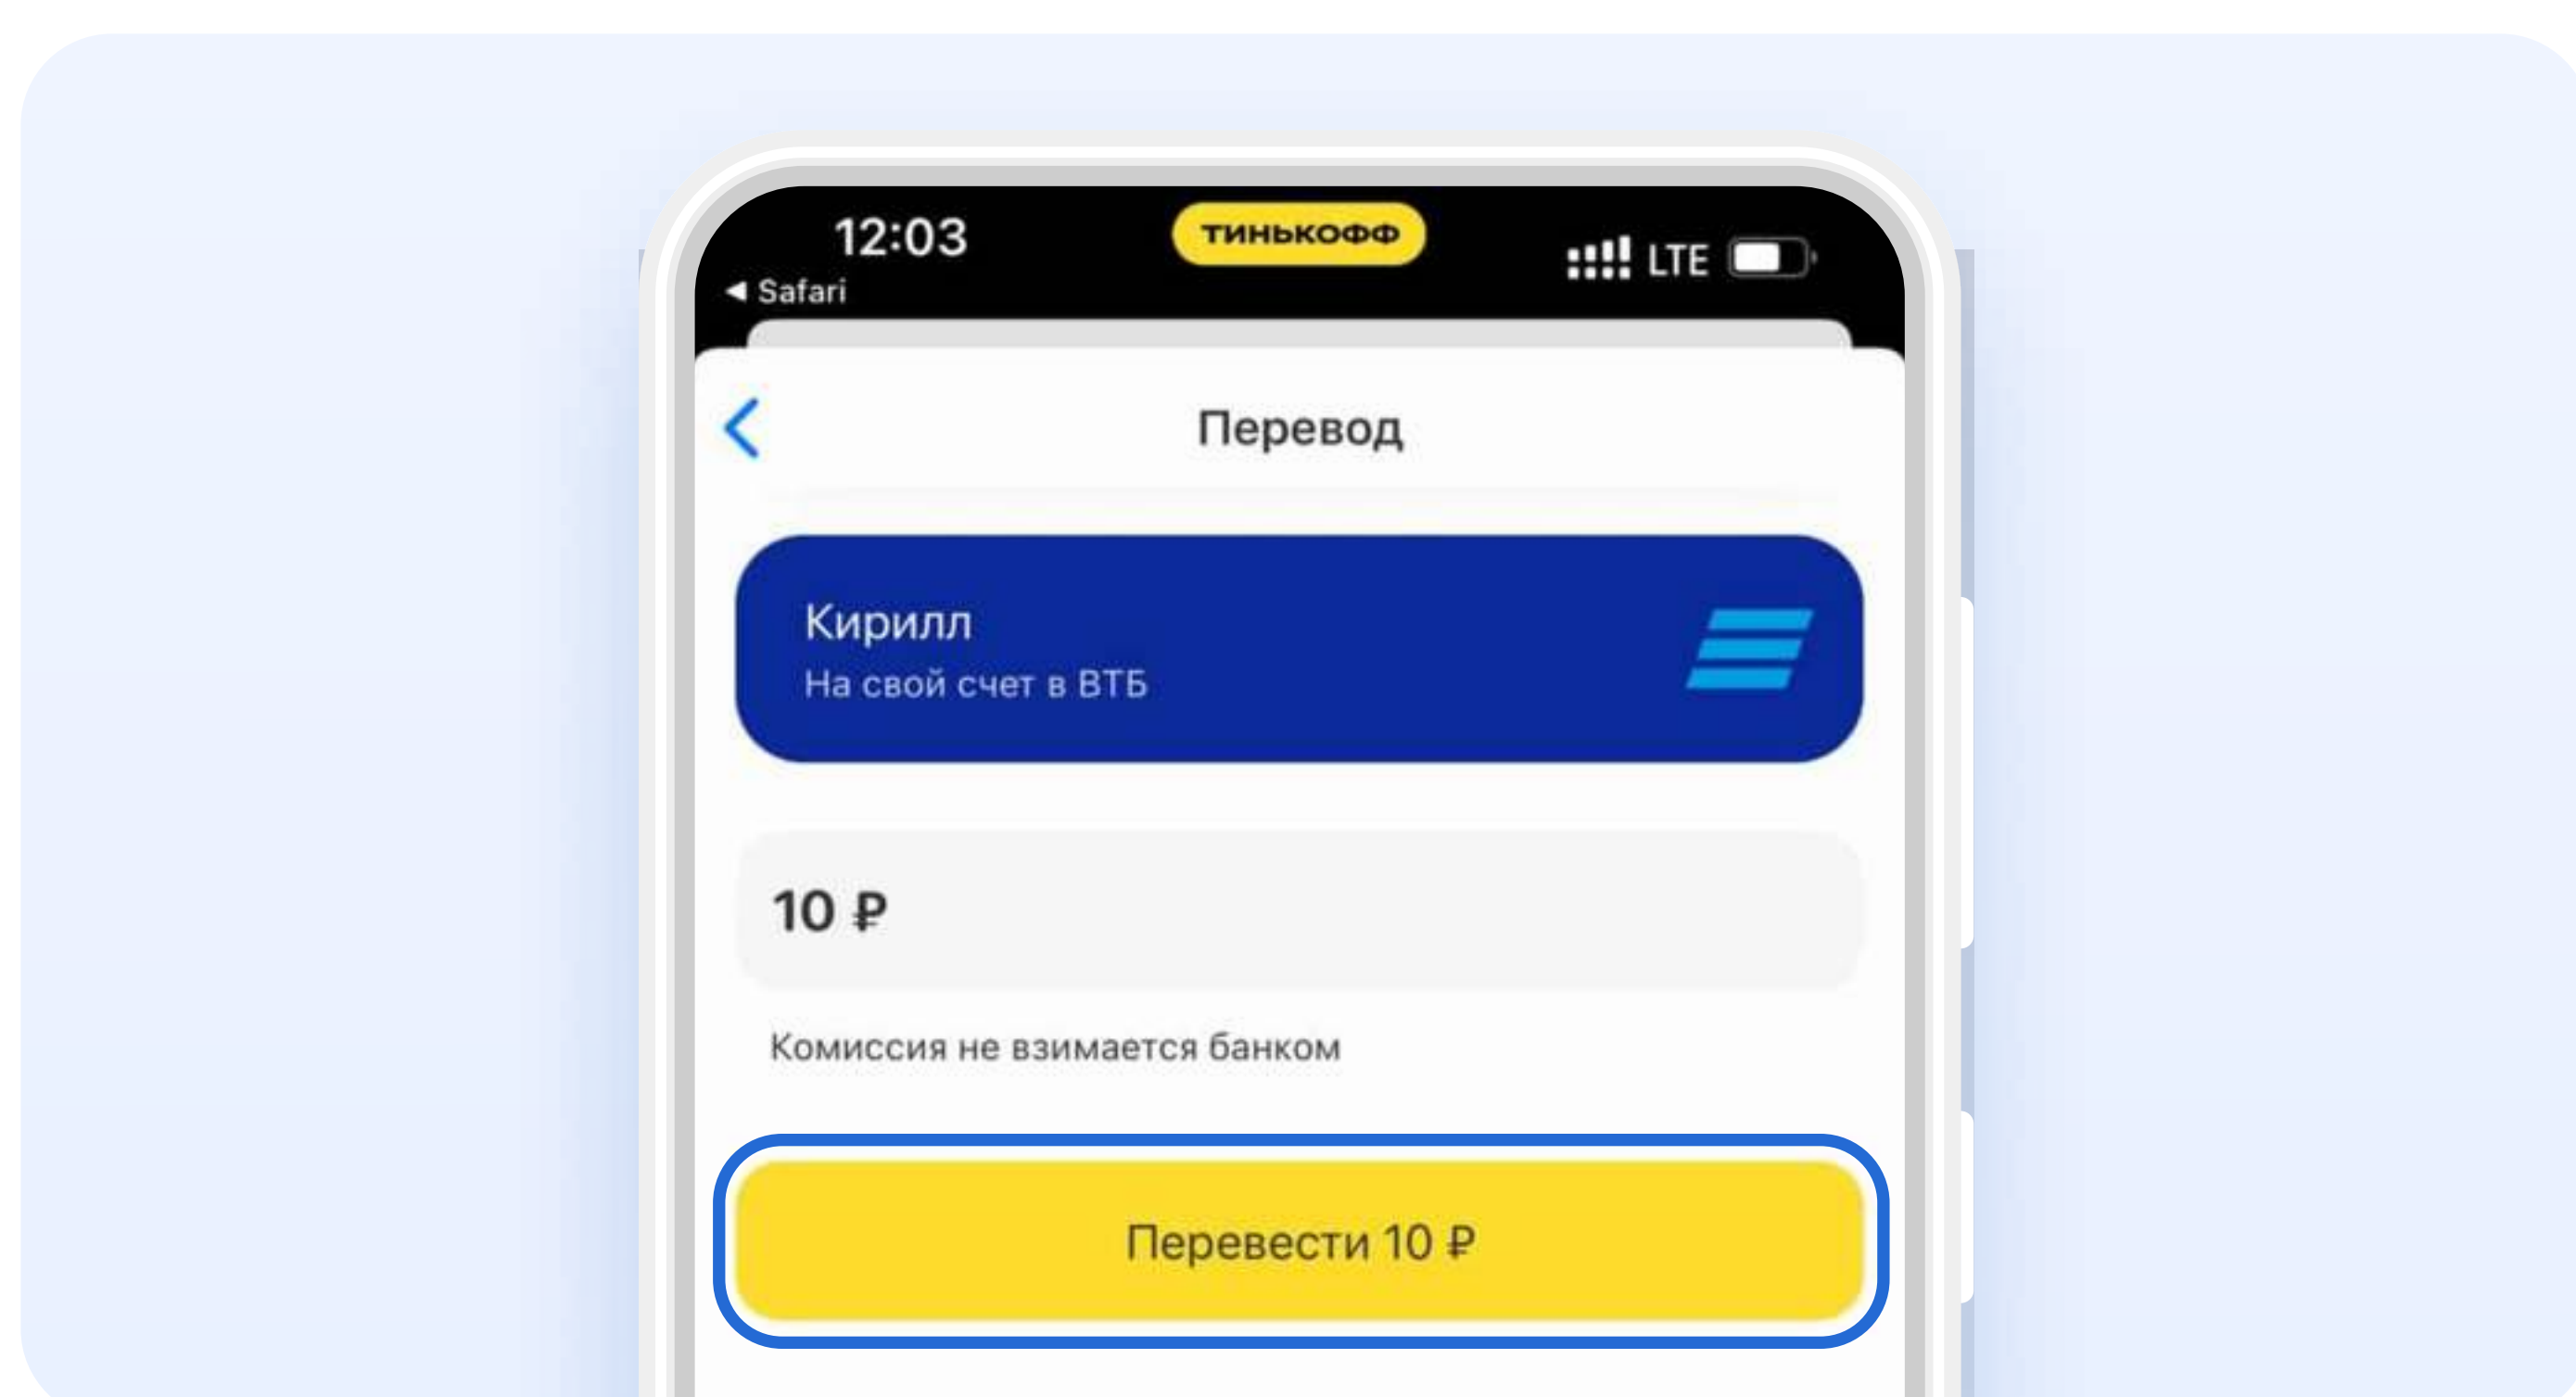 12:03
ТИНЬКОФФ
LTE
◀ Safari
Перевод
Кирилл
На свой счет в ВТБ
10 ₽
Комиссия не взимается банком
Перевести 10 ₽